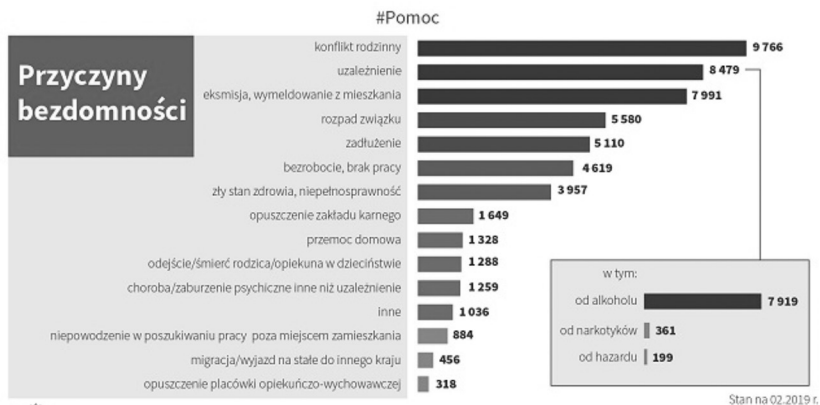 #Pomoc
Przyczyny
bezdomności
konflikt rodzinny 9 766
uzależnienie 8 479
eksmisja, wymeldowanie z mieszkania 7 991
rozpad związku 5 580
zadłużenie 5 110
bezrobocie, brak pracy 4 619
zły stan zdrowia, niepełnosprawność 3 957
opuszczenie zakładu karnego 1 649
przemoc domowa 1 328
odejście/śmierć rodzica/opiekuna w dzieciństwie 1 288
choroba/zaburzenie psychiczne inne niż uzależnienie 1 259
inne 1 036
niepowodzenie w poszukiwaniu pracy poza miejscem zamieszkania 884
migracja/wyjazd na stałe do innego kraju 456
opuszczenie placówki opiekuńczo-wychowawczej 318
w tym:
od alkoholu 7 919
od narkotyków 361
od hazardu 199
Stan na 02.2019 r.